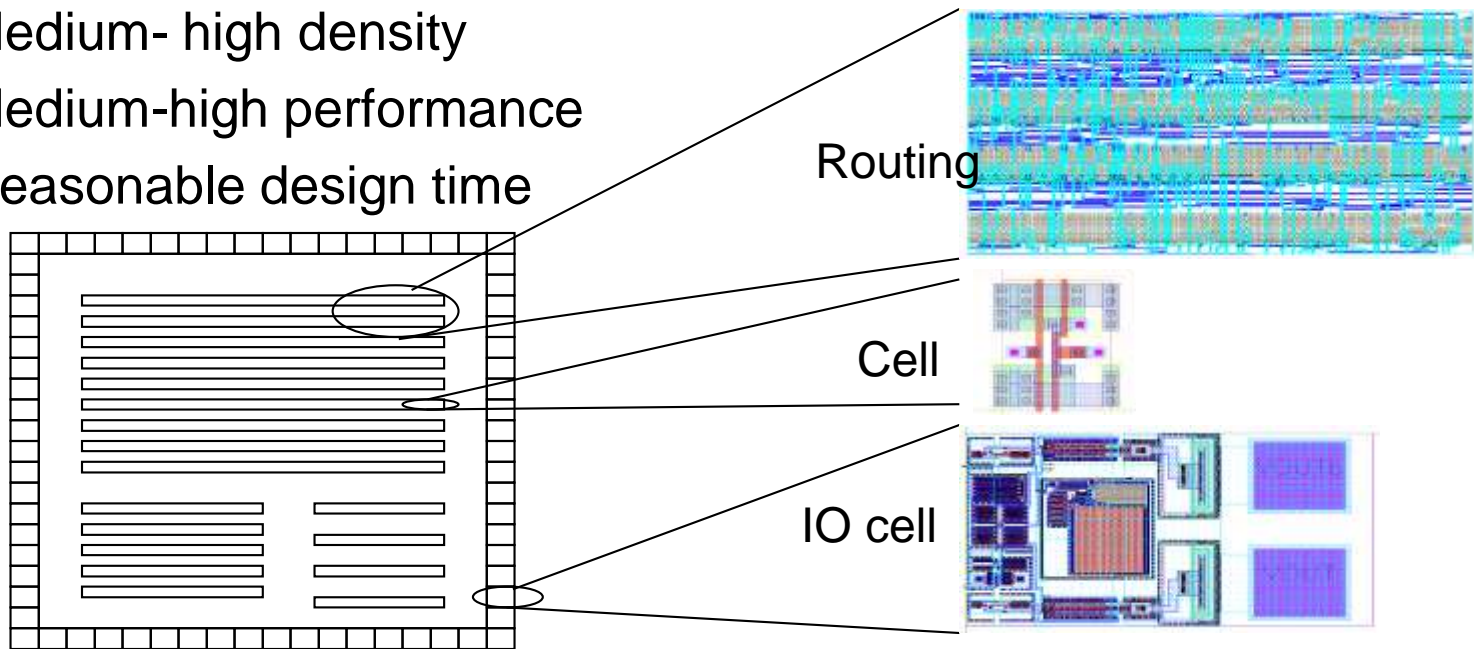 ledium- high density
ledium-high performance
easonable design time
Routing
Cell
IO cell